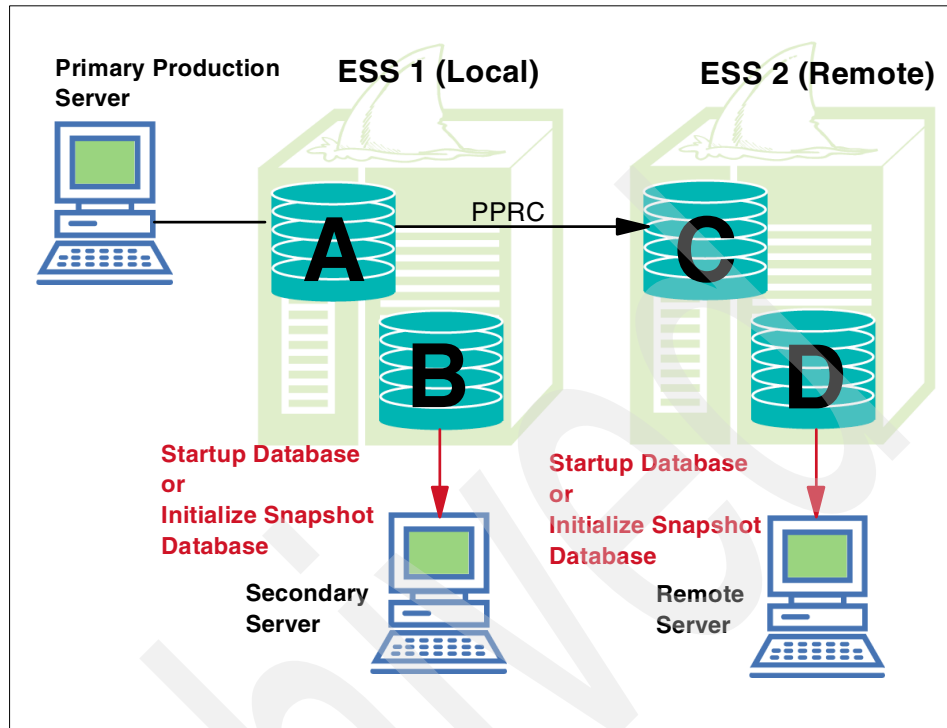 Primary Production
Server
ESS 1 (Local)
ESS 2 (Remote)
A
PPRC
C
B
D
Startup Database
or
Initialize Snapshot
Database
Startup Database
or
Initialize Snapshot
Database
Secondary
Server
Remote
Server